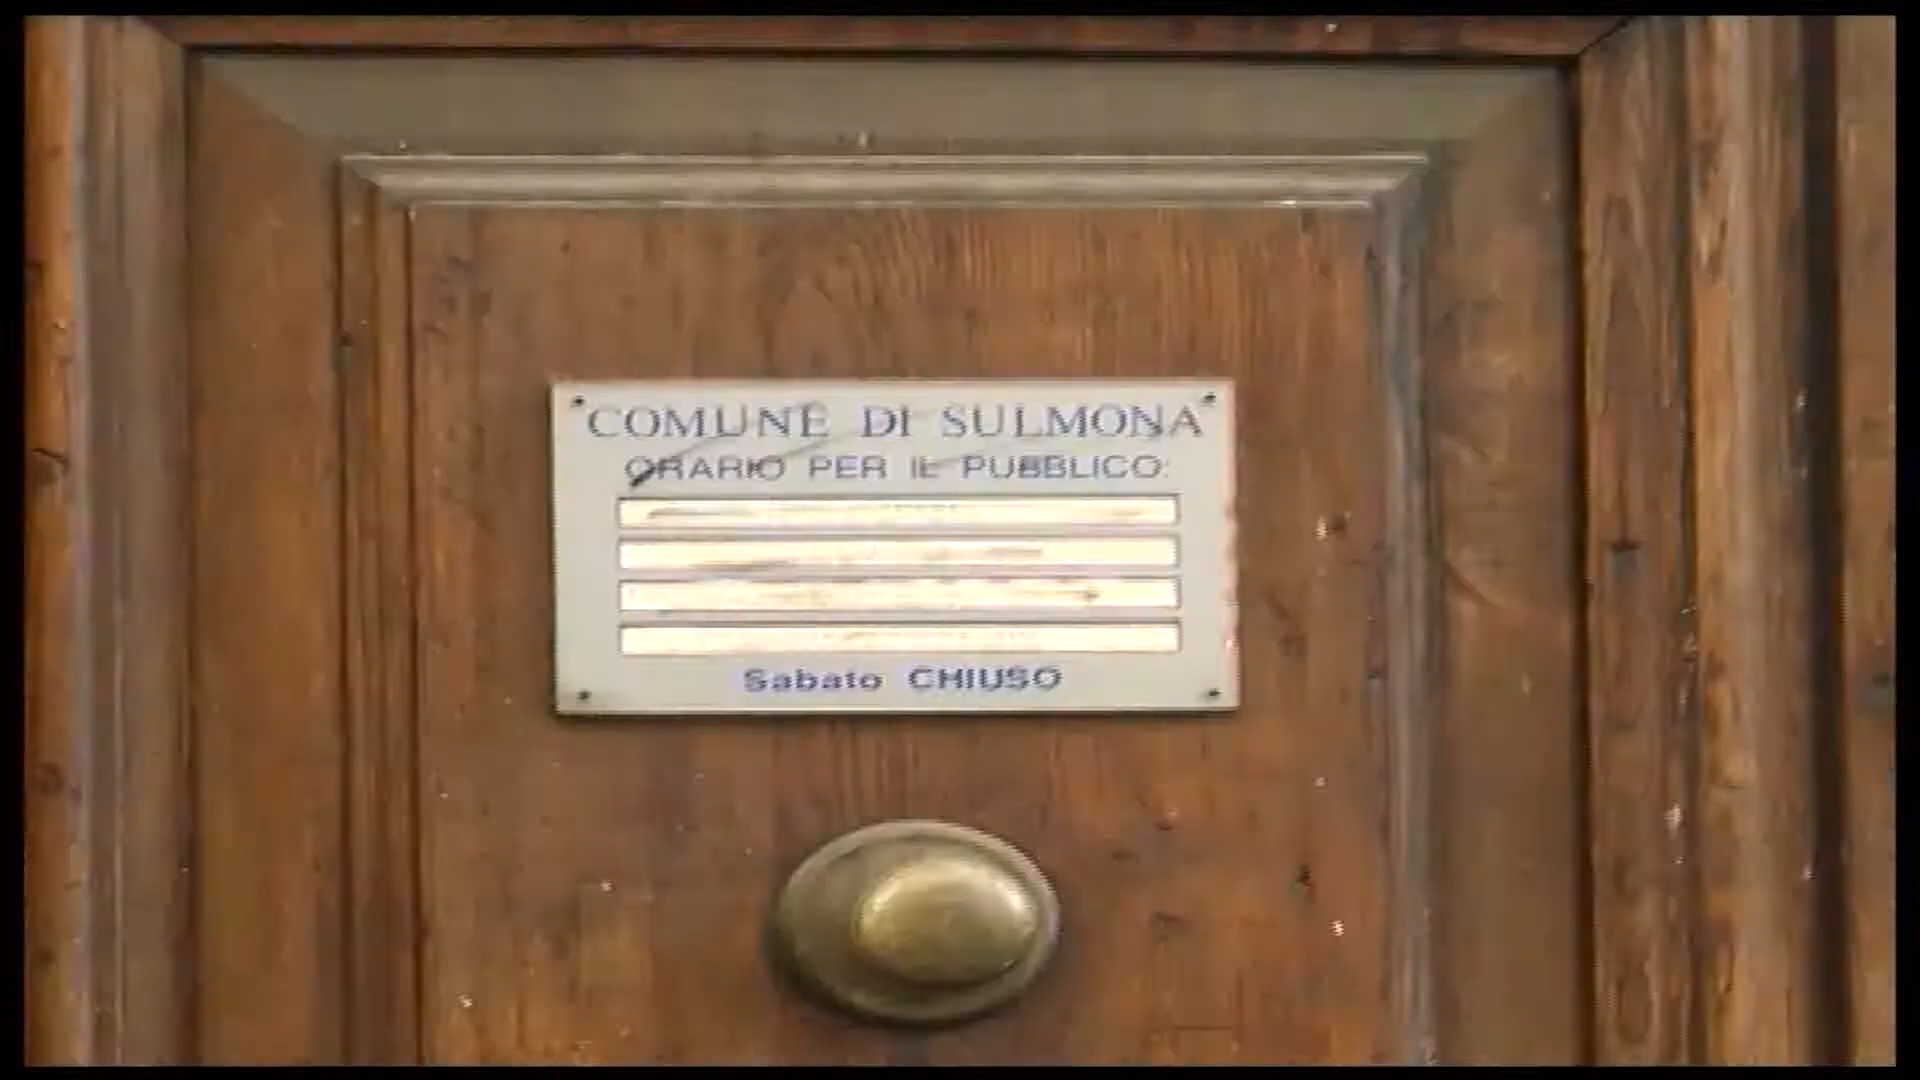 COMUNE DI SULMONA
ORARIO PER IL PUBBLICO:
Sabato CHIUSO